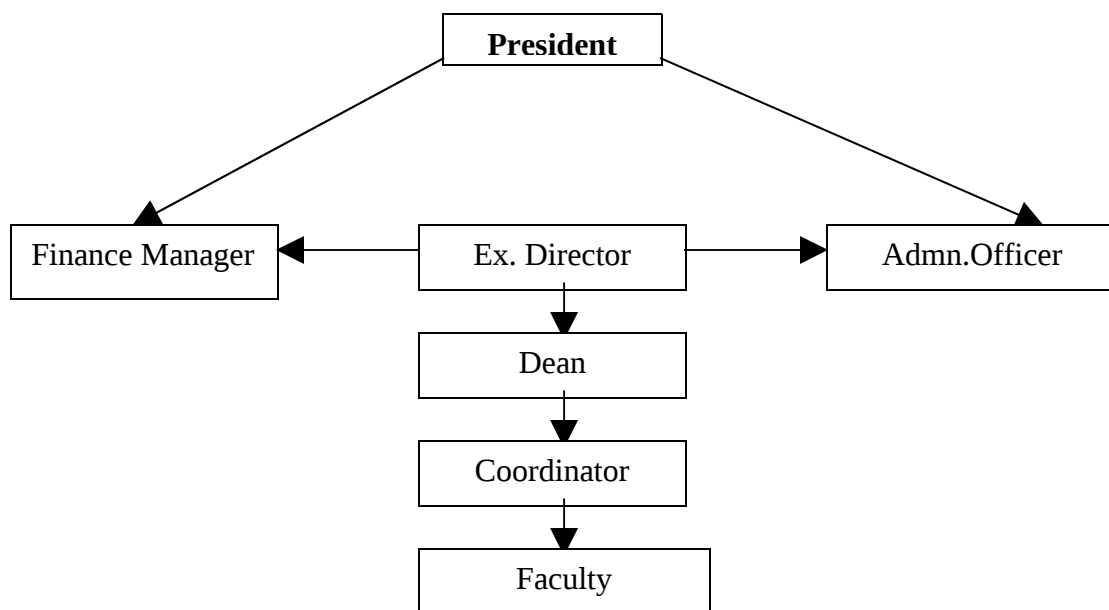 President
Finance Manager
Ex. Director
Admn.Officer
Dean
Coordinator
Faculty